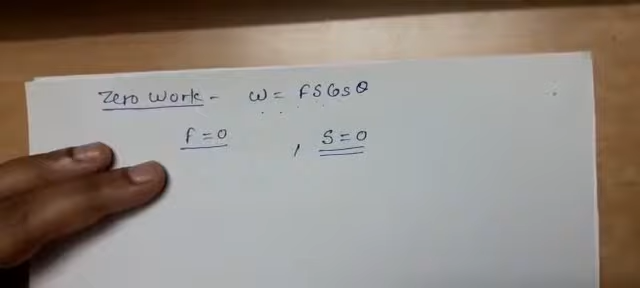 Zero Work - W = FS Cos θ
F = 0 , S = 0